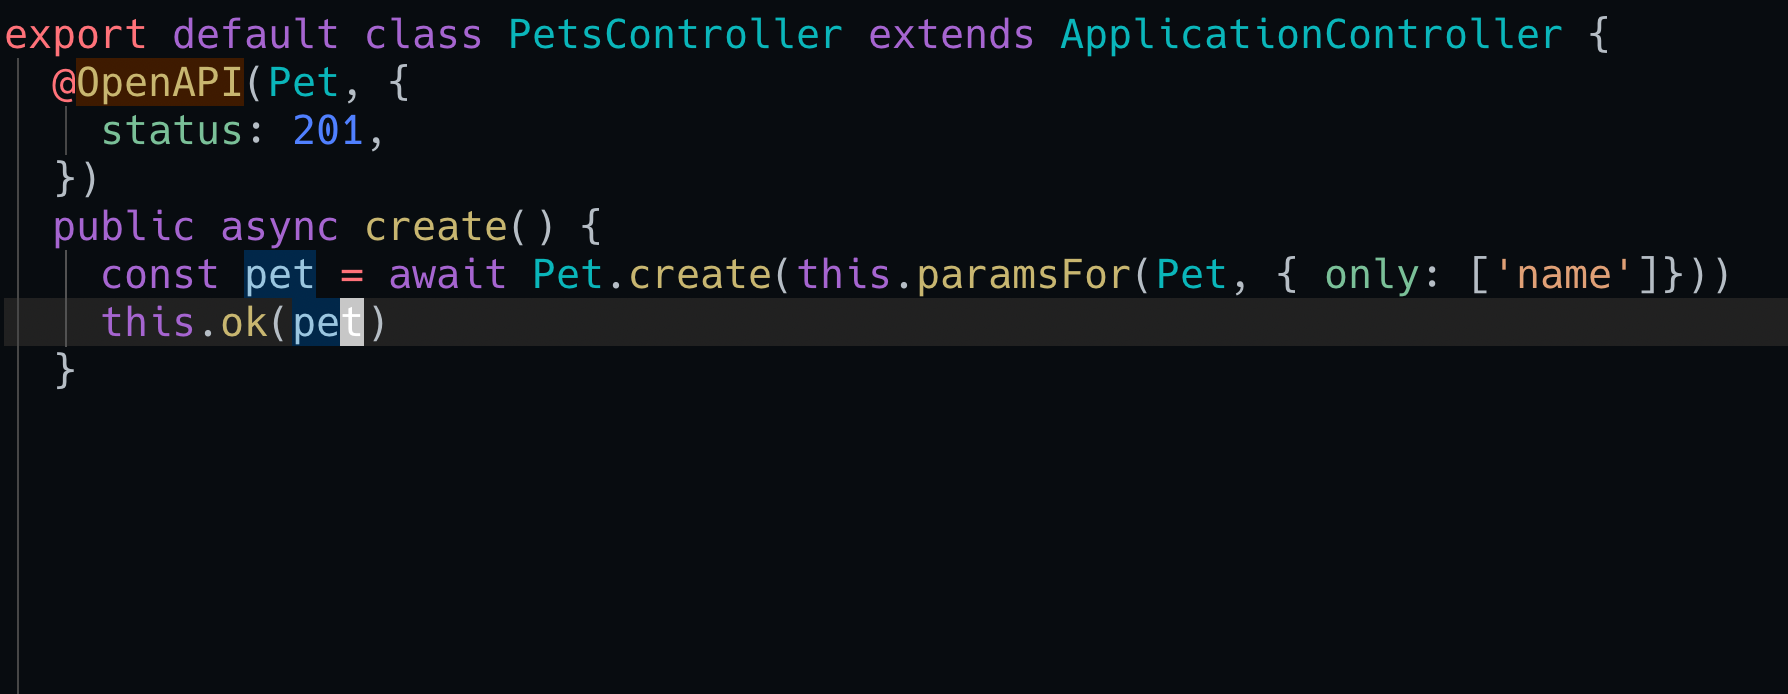 export default class PetsController extends ApplicationController {
  @OpenAPI(Pet, {
    status: 201,
  })
  public async create() {
    const pet = await Pet.create(this.paramsFor(Pet, { only: ['name']}))
    this.ok(pet)
  }